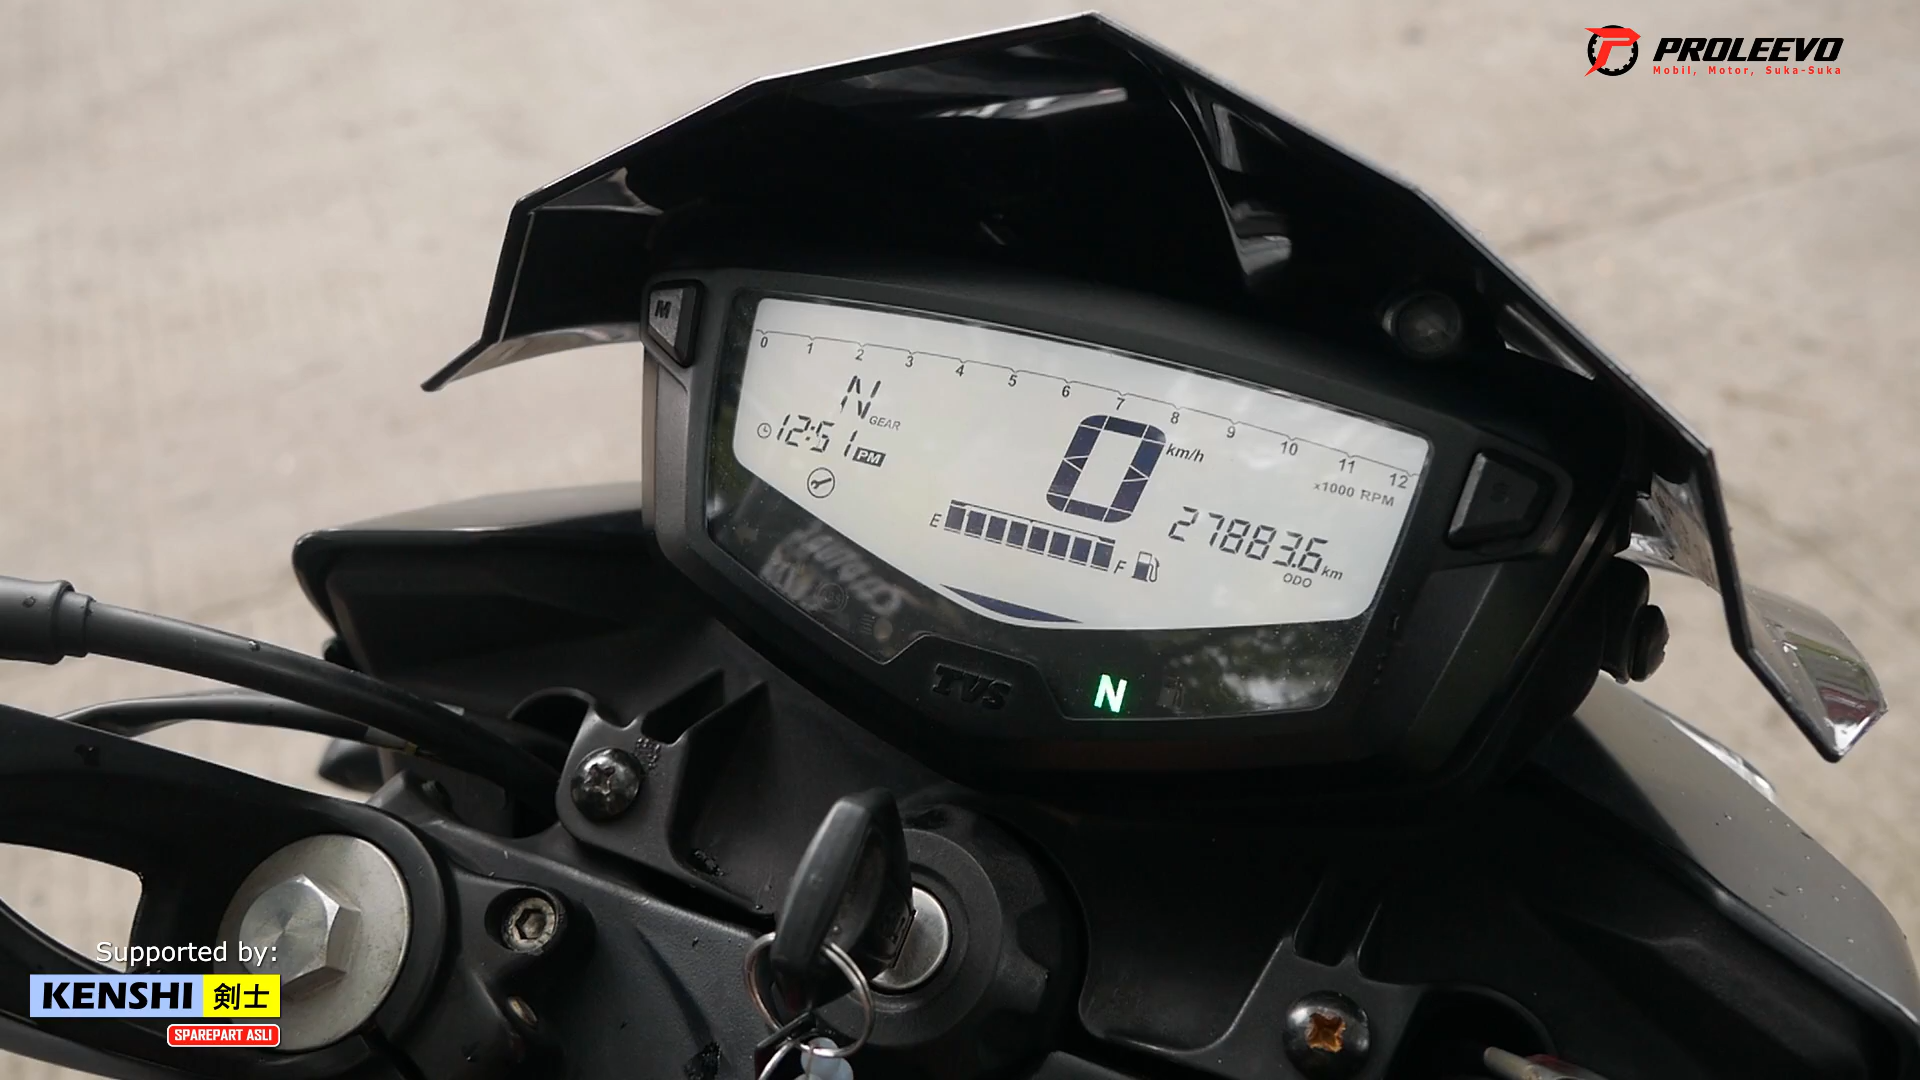 PROLEEVO
Mobil, Motor, Suka-Suka
M
0 1 2 3 4 5 6 7 8 9 10 11 12
x1000 RPM
N
GEAR
12:51 PM
0 km/h
E F
27883.6 km
ODO
S
TVS
N
Supported by:
KENSHI 剣士
SPAREPART ASLI